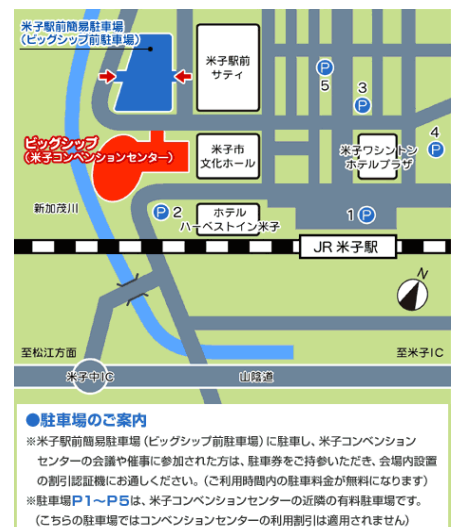 米子駅前簡易駐車場
(ビッグシップ前駐車場)
米子駅前
サティ
P
5
3
P
4
P
ビッグシップ
(米子コンベンションセンター)
米子市
文化ホール
米子ワシントン
ホテルプラザ
新加茂川
P 2
ホテル
ハーベストイン米子
1 P
JR 米子駅
N
至松江方面
至米子IC
米子中IC
山陰道
●駐車場のご案内
※米子駅前簡易駐車場(ビッグシップ前駐車場)に駐車し、米子コンベンション
センターの会議や催事に参加された方は、駐車券をご持参いただき、会場内設置
の割引認証機にお通しください。(ご利用時間内の駐車料金が無料になります)
※駐車場P1〜P5は、米子コンベンションセンターの近隣の有料駐車場です。
(こちらの駐車場ではコンベンションセンターの利用割引は適用されません)